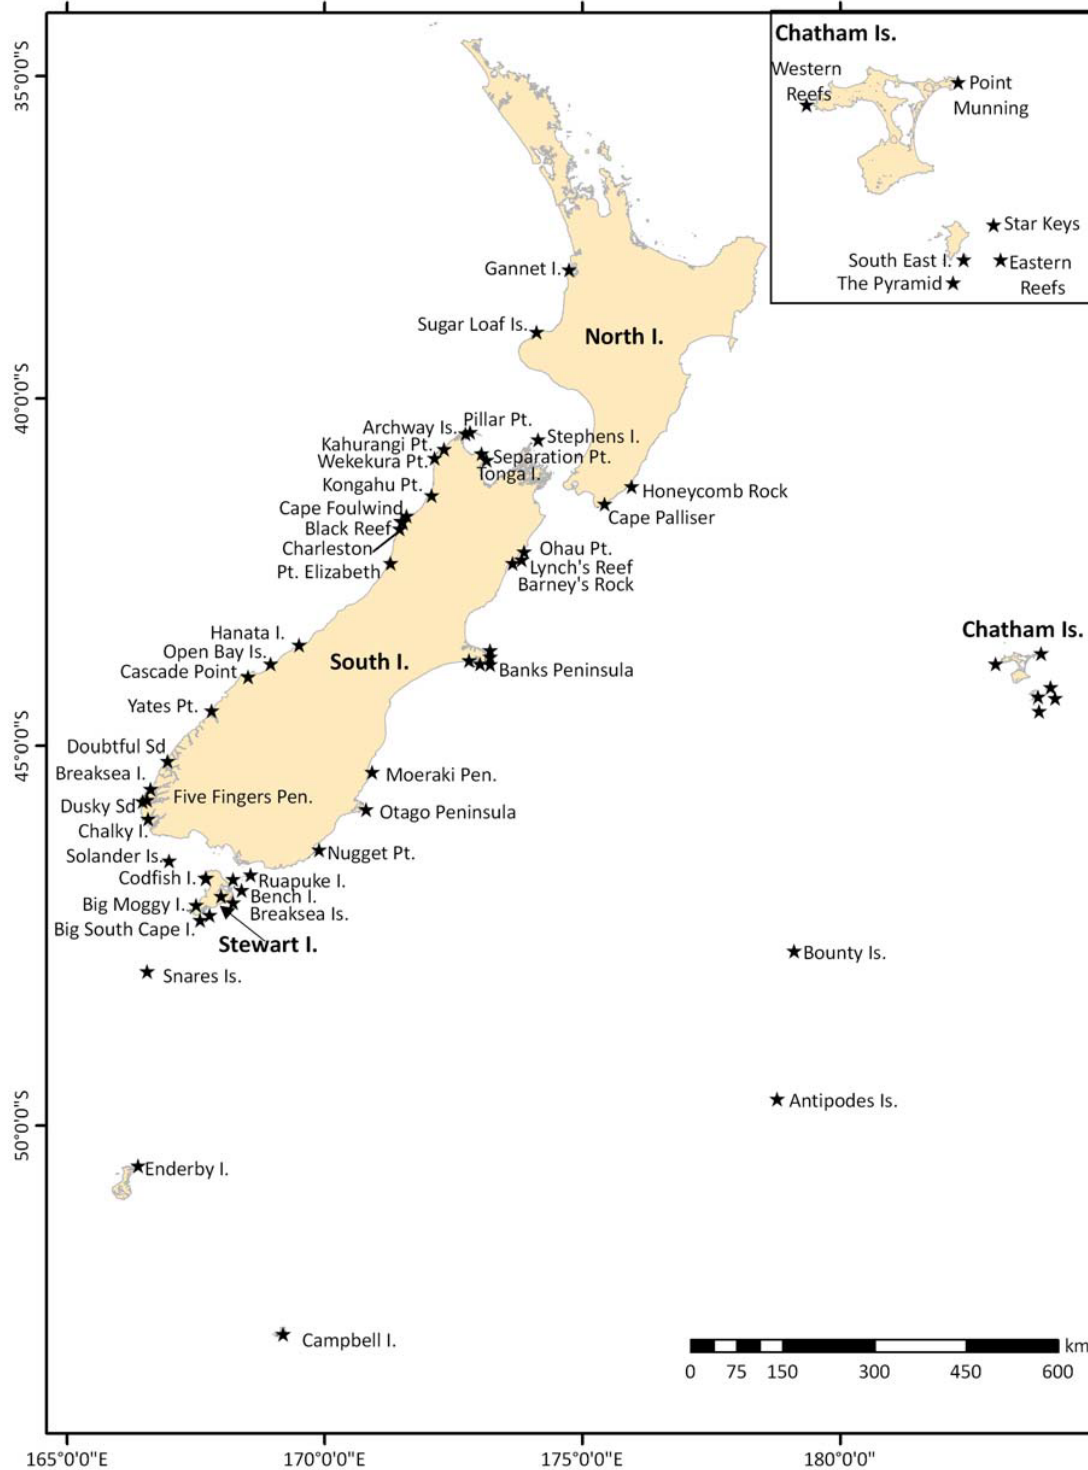 Chatham Is.
Western
Reefs
Point
Munning
Star Keys
South East I.
Eastern
Reefs
The Pyramid
35°0'0"S
Gannet I.
Sugar Loaf Is.
North I.
40°0'0"S
Pillar Pt.
Archway Is.
Stephens I.
Kahurangi Pt.
Separation Pt.
Wekekura Pt.
Tonga I.
Kongahu Pt.
Honeycomb Rock
Cape Foulwind
Cape Palliser
Black Reef
Charleston
Ohau Pt.
Lynch's Reef
Pt. Elizabeth
Barney's Rock
Hanata I.
Chatham Is.
Open Bay Is.
South I.
Cascade Point
Banks Peninsula
Yates Pt.
45°0'0"S
Doubtful Sd
Breaksea I.
Moeraki Pen.
Five Fingers Pen.
Dusky Sd
Otago Peninsula
Chalky I.
Nugget Pt.
Solander Is.
Codfish I.
Ruapuke I.
Bench I.
Big Moggy I.
Breaksea Is.
Big South Cape I.
Stewart I.
Bounty Is.
Snares Is.
Antipodes Is.
50°0'0"S
Enderby I.
Campbell I.
km
0 75 150 300 450 600
165°0'0"E 170°0'0"E 175°0'0"E 180°0'0"